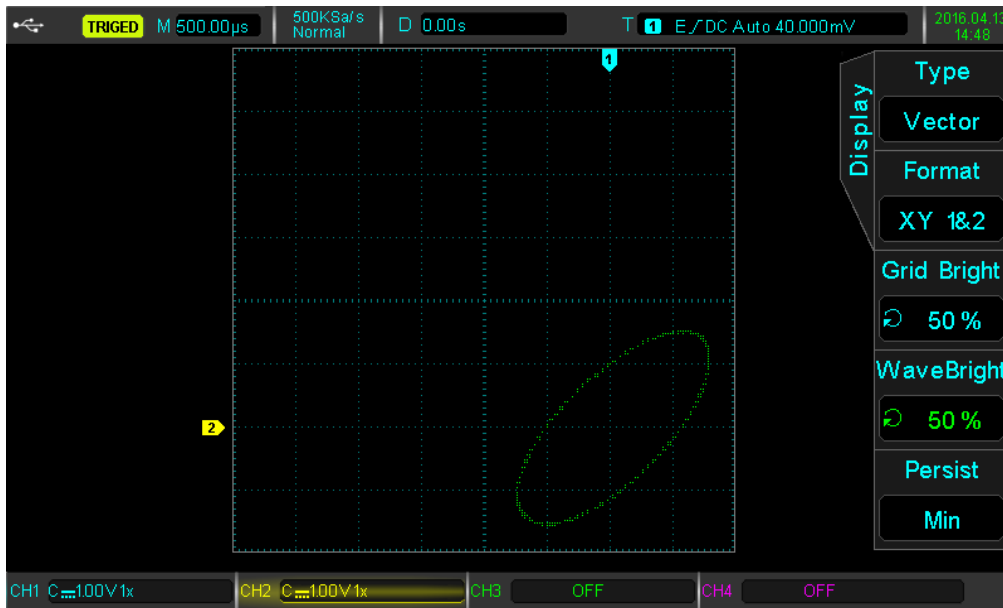 TRIGED M 500.00µs 500KSa/s Normal D 0.00s T 1 E DC Auto 40.000mV 2016.04.13 14:48
1
Display
Type
Vector
Format
XY 1&2
Grid Bright
50 %
WaveBright
50 %
Persist
Min
2
CH1 C 1.00V 1x CH2 C 1.00V 1x CH3 OFF CH4 OFF